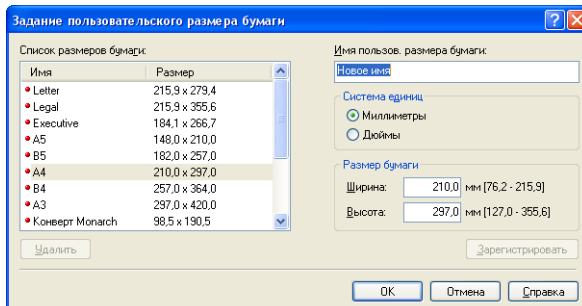 Задание пользовательского размера бумаги
Список размеров бумаги:
Имя Размер
Letter 215,9 x 279,4
Legal 215,9 x 355,6
Executive 184,1 x 266,7
A5 148,0 x 210,0
B5 182,0 x 257,0
A4 210,0 x 297,0
B4 257,0 x 364,0
A3 297,0 x 420,0
Конверт Monarch 98,5 x 190,5
Удалить
Имя пользов. размера бумаги:
Новое имя
Система единиц
Миллиметры
Дюймы
Размер бумаги
Ширина: 210,0 мм [76,2 - 215,9]
Высота: 297,0 мм [127,0 - 355,6]
Зарегистрировать
OK Отмена Справка